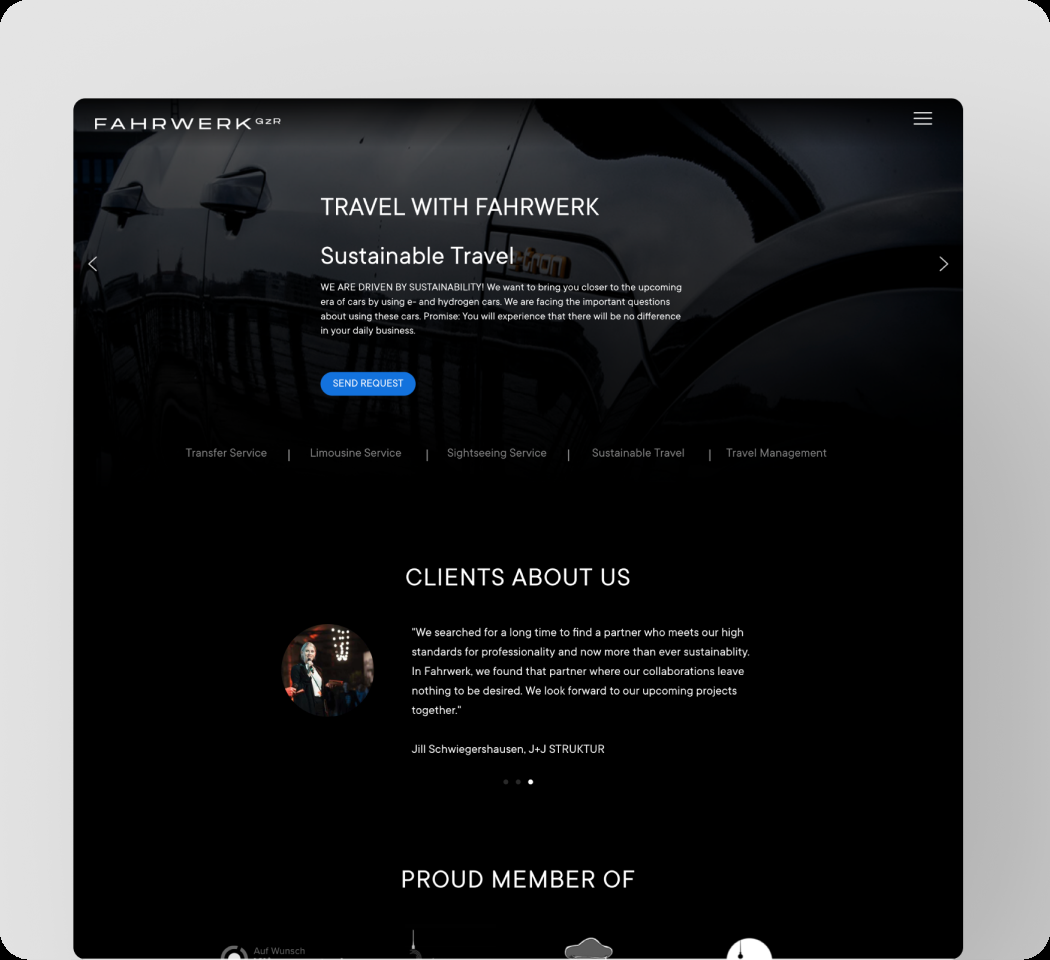 FAHRWERK GzR
TRAVEL WITH FAHRWERK
Sustainable Travel
tron
WE ARE DRIVEN BY SUSTAINABILITY! We want to bring you closer to the upcoming
era of cars by using e- and hydrogen cars. We are facing the important questions
about using these cars. Promise: You will experience that there will be no difference
in your daily business.
SEND REQUEST
Transfer Service | Limousine Service | Sightseeing Service | Sustainable Travel | Travel Management
CLIENTS ABOUT US
"We searched for a long time to find a partner who meets our high
standards for professionality and now more than ever sustainablity.
In Fahrwerk, we found that partner where our collaborations leave
nothing to be desired. We look forward to our upcoming projects
together."
Jill Schwiegershausen, J+J STRUKTUR
PROUD MEMBER OF
Auf Wunsch